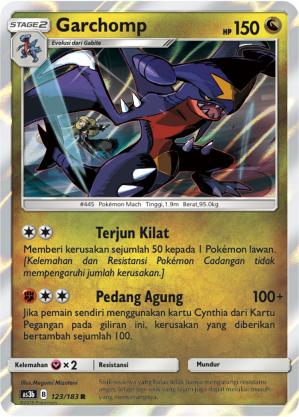 STAGE2 Garchomp HP 150
Evolusi dari Gabite
#445 Pokémon Mach Tinggi,1.9m Berat,95.0kg
Terjun Kilat
Memberi kerusakan sejumlah 50 kepada 1 Pokémon lawan.
[Kelemahan dan Resistansi Pokémon Cadangan tidak
mempengaruhi jumlah kerusakan.]
Pedang Agung 100+
Jika pemain sendiri menggunakan kartu Cynthia dari Kartu
Pegangan pada giliran ini, kerusakan yang diberikan
bertambah sejumlah 100.
Kelemahan ×2 Resistansi Mundur
Ilus.Megumi Mizutani
as3b B 123/183 R